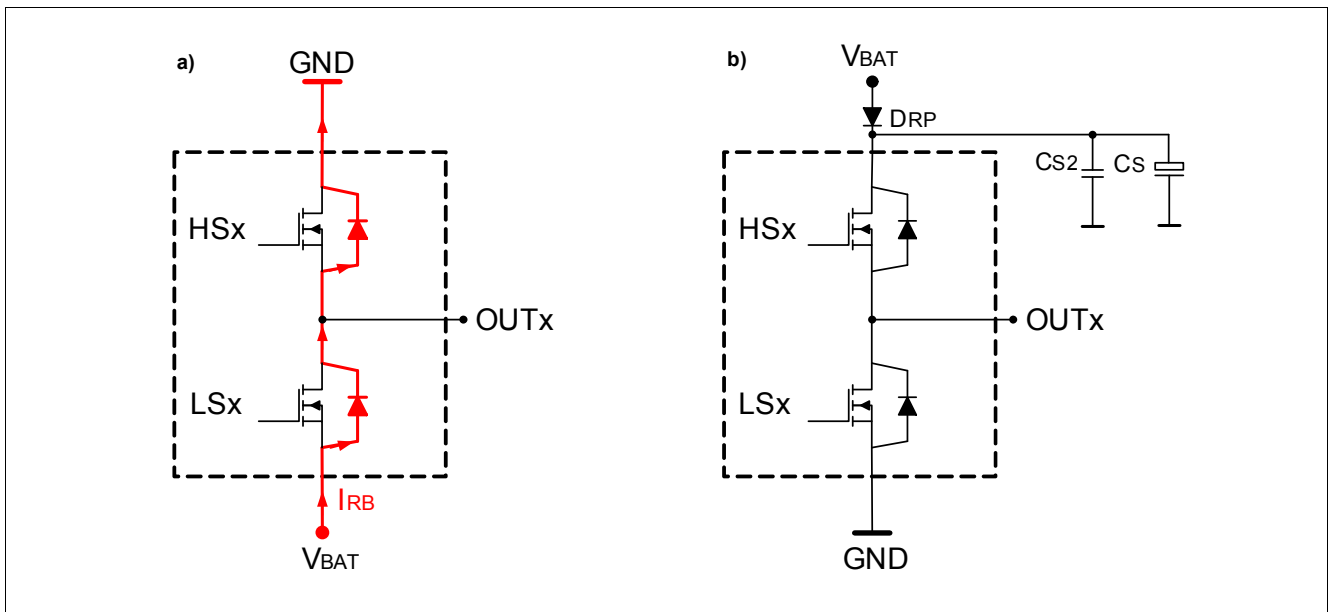 a)
GND
HSx
OUTx
LSx
IRB
VBAT
b)
VBAT
DRP
CS2
CS
HSx
OUTx
LSx
GND